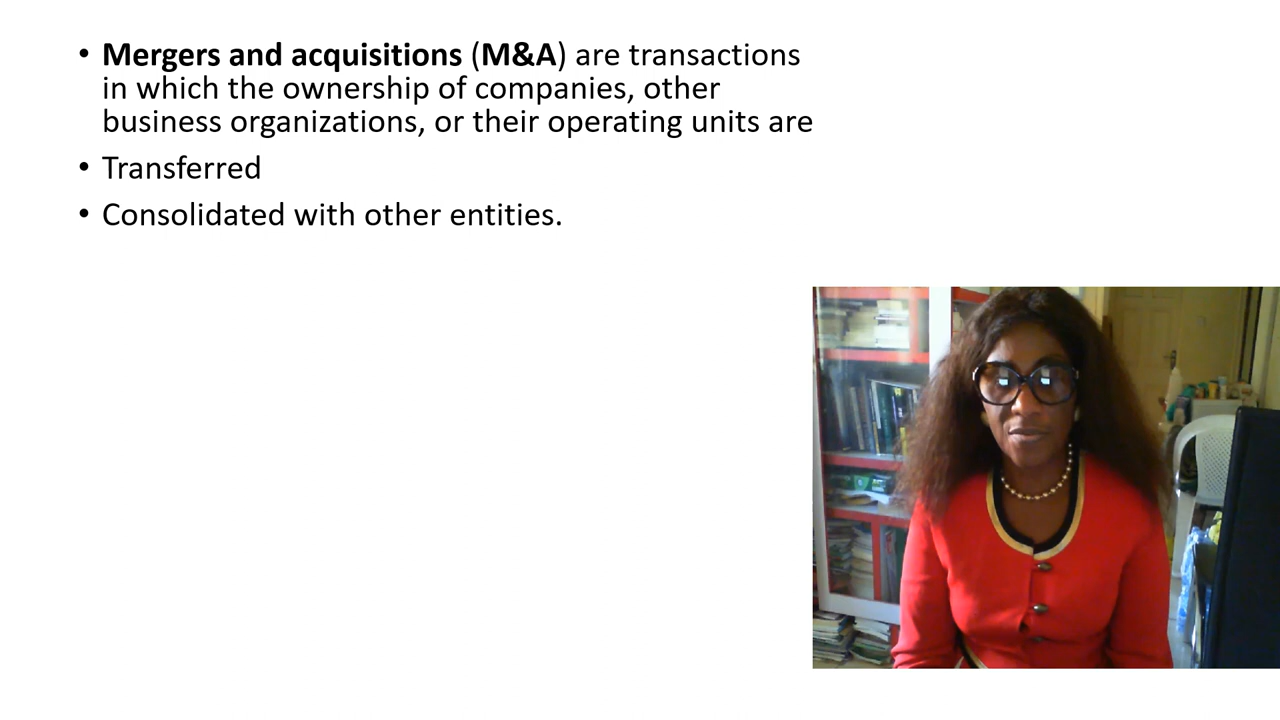 • Mergers and acquisitions (M&A) are transactions
in which the ownership of companies, other
business organizations, or their operating units are
• Transferred
• Consolidated with other entities.